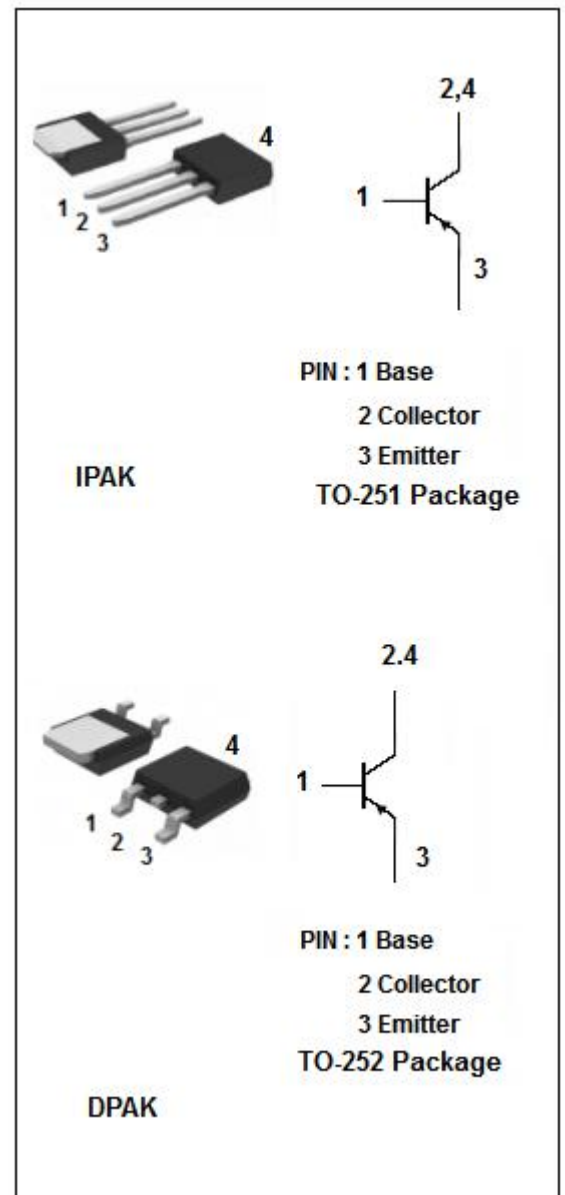 2,4
4
1
1
2
3
3
PIN : 1 Base
2 Collector
3 Emitter
IPAK
TO-251 Package
2.4
4
1
1
2
3
3
PIN : 1 Base
2 Collector
3 Emitter
TO-252 Package
DPAK